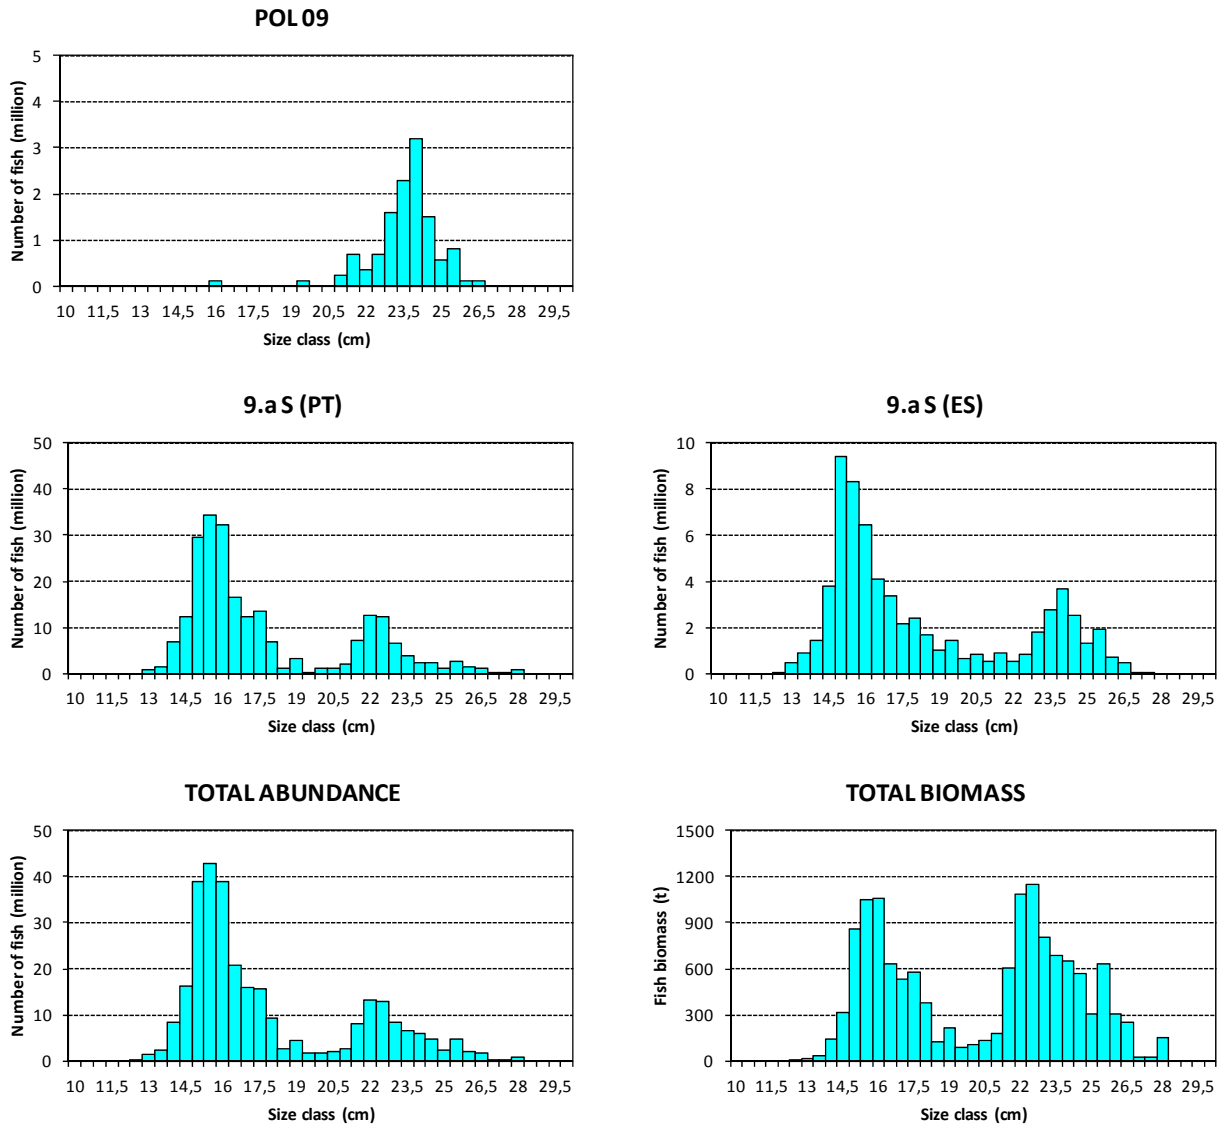 POL 09
Number of fish (million)
5
4
3
2
1
0
10 11,5 13 14,5 16 17,5 19 20,5 22 23,5 25 26,5 28 29,5
Size class (cm)
9.a S (PT)
Number of fish (million)
50
40
30
20
10
0
10 11,5 13 14,5 16 17,5 19 20,5 22 23,5 25 26,5 28 29,5
Size class (cm)
9.a S (ES)
Number of fish (million)
10
8
6
4
2
0
10 11,5 13 14,5 16 17,5 19 20,5 22 23,5 25 26,5 28 29,5
Size class (cm)
TOTAL ABUNDANCE
Number of fish (million)
50
40
30
20
10
0
10 11,5 13 14,5 16 17,5 19 20,5 22 23,5 25 26,5 28 29,5
Size class (cm)
TOTAL BIOMASS
Fish biomass (t)
1500
1200
900
600
300
0
10 11,5 13 14,5 16 17,5 19 20,5 22 23,5 25 26,5 28 29,5
Size class (cm)